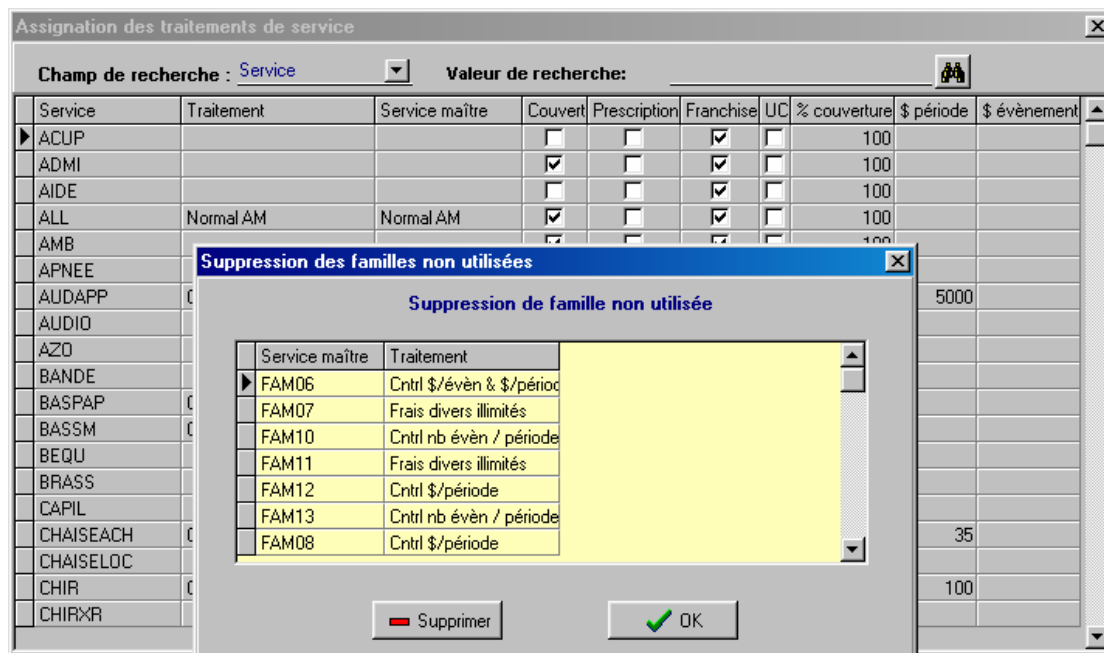 Assignation des traitements de service
Champ de recherche : Service Valeur de recherche:
Service Traitement Service maître Couvert Prescription Franchise UC % couverture $ période $ évènement
ACUP 100
ADMI 100
AIDE 100
ALL Normal AM Normal AM 100
AMB 100
APNEE
AUDAPP 5000
AUDIO
AZO
BANDE
BASPAP
BASSM
BEQU
BRASS
CAPIL
CHAISEACH 35
CHAISELOC
CHIR 100
CHIRXR
Suppression des familles non utilisées
Suppression de famille non utilisée
Service maître Traitement
FAM06 Cntrl $/évèn & $/périoc
FAM07 Frais divers illimités
FAM10 Cntrl nb évèn / période
FAM11 Frais divers illimités
FAM12 Cntrl $/période
FAM13 Cntrl nb évèn / période
FAM08 Cntrl $/période
Supprimer OK